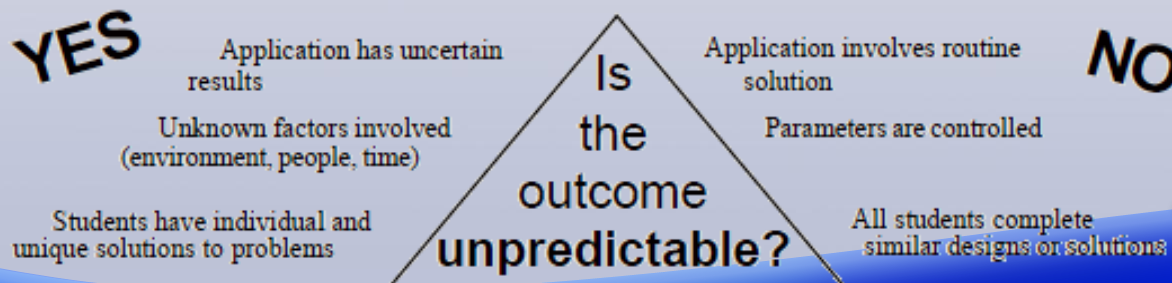 YES
Application has uncertain
results
Unknown factors involved
(environment, people, time)
Students have individual and
unique solutions to problems
Is
the
outcome
unpredictable?
NO
Application involves routine
solution
Parameters are controlled
All students complete
similar designs or solutions